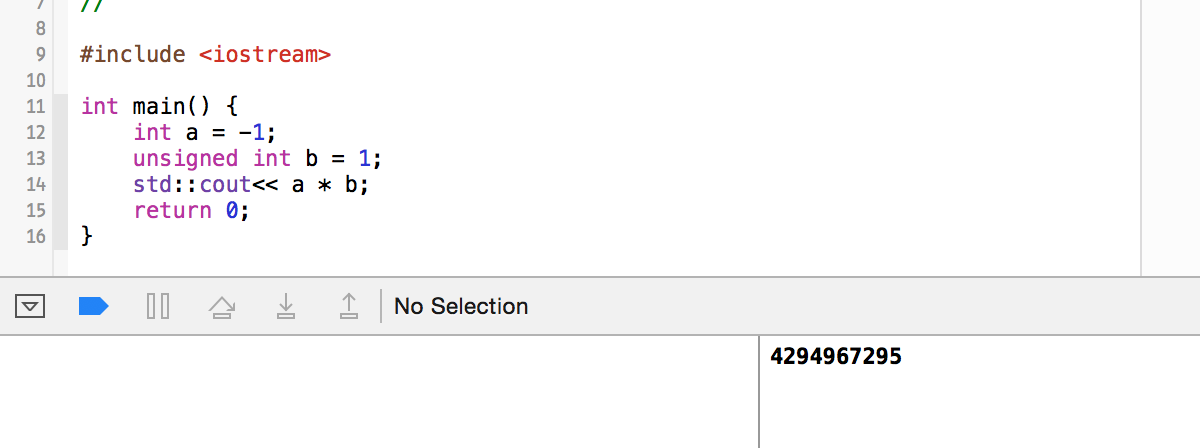 7 //
8
9 #include <iostream>
10
11 int main() {
12     int a = -1;
13     unsigned int b = 1;
14     std::cout<< a * b;
15     return 0;
16 }
No Selection
4294967295